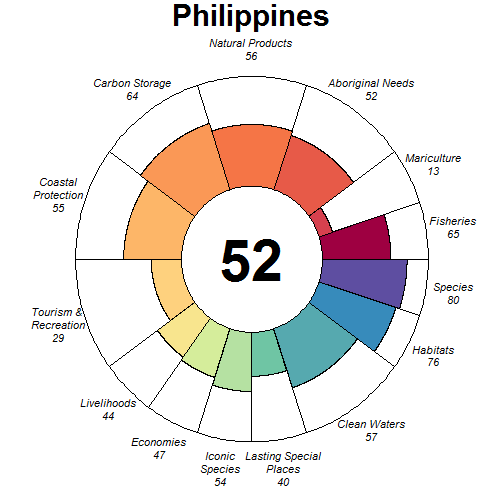 Philippines
Natural Products
56
Aboriginal Needs
52
Mariculture
13
Fisheries
65
Species
80
Habitats
76
Clean Waters
57
Lasting Special
Places
40
Iconic
Species
54
Economies
47
Livelihoods
44
Tourism &
Recreation
29
Coastal
Protection
55
Carbon Storage
64
52